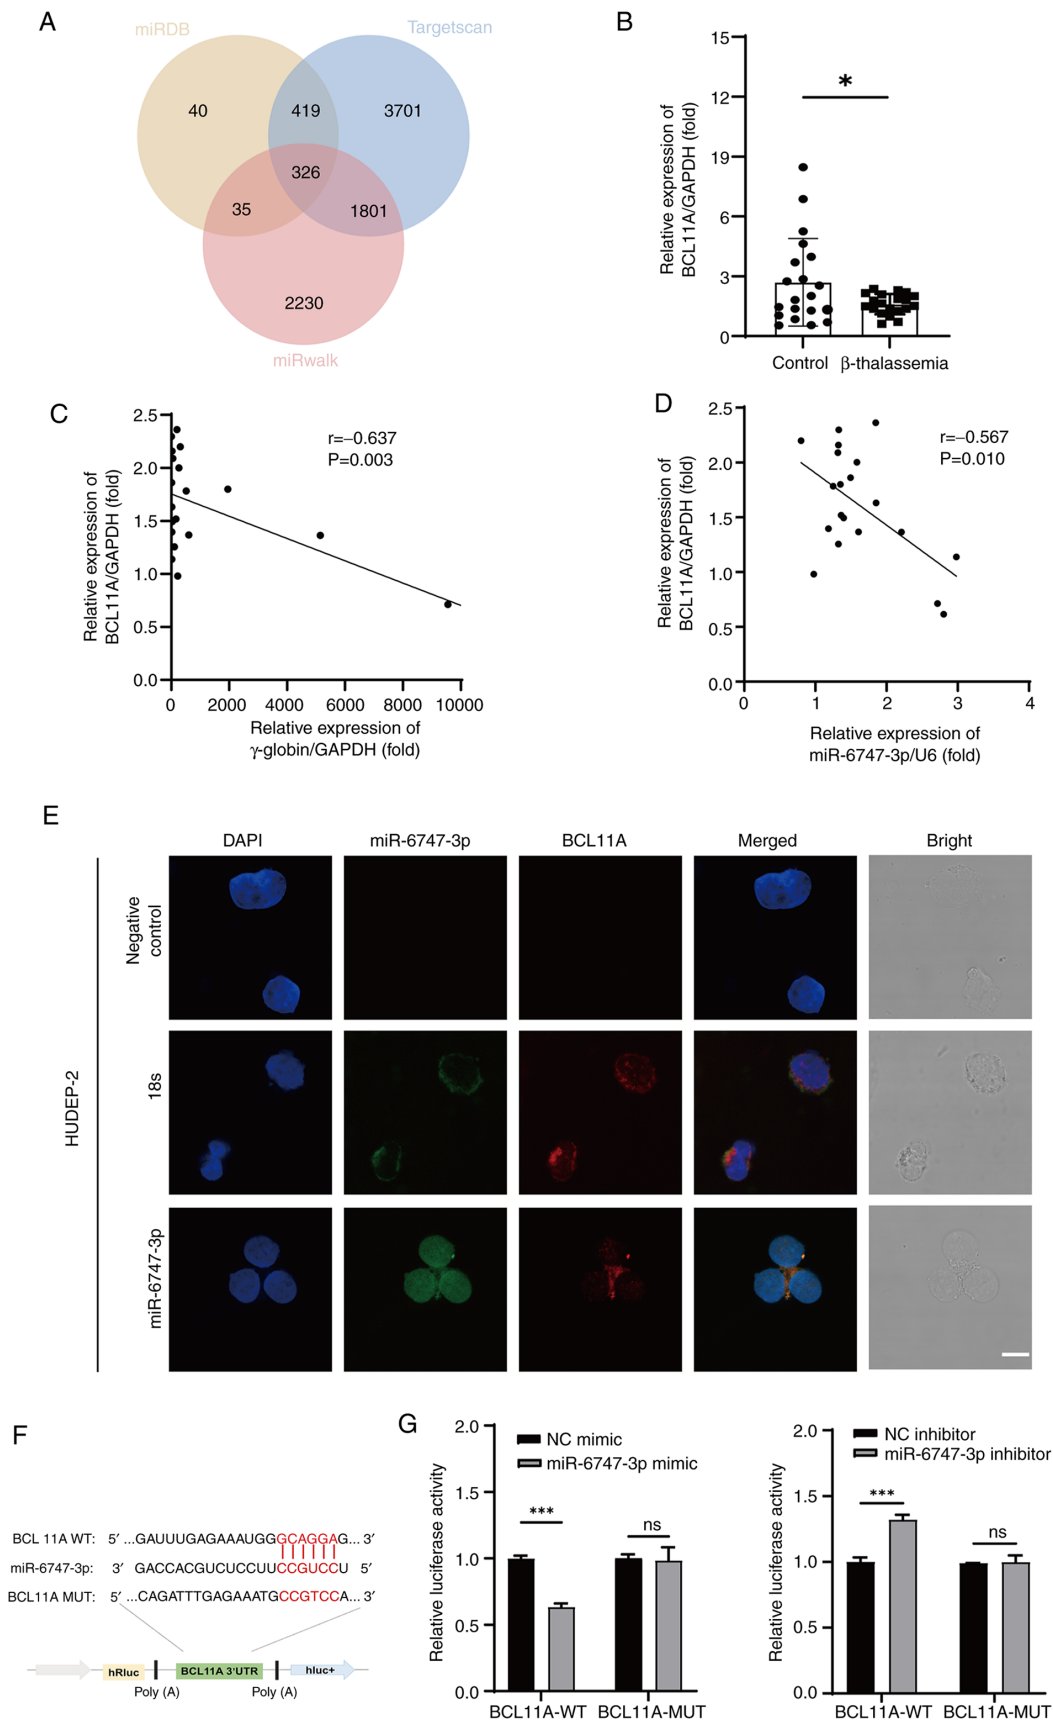 A
miRDB
Targetscan
40
419
3701
326
35
1801
2230
miRwalk
B
Relative expression of
BCL11A/GAPDH (fold)
15
12
19
6
3
0
*
Control
β-thalassemia
C
Relative expression of
BCL11A/GAPDH (fold)
2.5
2.0
1.5
1.0
0.5
0.0
r=−0.637
P=0.003
0
2000
4000
6000
8000
10000
Relative expression of
γ-globin/GAPDH (fold)
D
Relative expression of
BCL11A/GAPDH (fold)
2.5
2.0
1.5
1.0
0.5
0.0
r=−0.567
P=0.010
0
1
2
3
4
Relative expression of
miR-6747-3p/U6 (fold)
E
DAPI
miR-6747-3p
BCL11A
Merged
Bright
HUDEP-2
Negative
control
18s
miR-6747-3p
F
BCL 11A WT: 5′ ...GAUUUGAGAAAUGGGCAGGAG... 3′
miR-6747-3p: 3′ GACCACGUCUCCUUCCGUCCU 5′
BCL11A MUT: 5′ ...CAGATTTGAGAAATGCCGTCCA... 3′
hRluc
BCL11A 3'UTR
hluc+
Poly (A)
Poly (A)
G
Relative luciferase activity
2.0
1.5
1.0
0.5
0.0
NC mimic
miR-6747-3p mimic
***
ns
BCL11A-WT
BCL11A-MUT
Relative luciferase activity
2.0
1.5
1.0
0.5
0.0
NC inhibitor
miR-6747-3p inhibitor
***
ns
BCL11A-WT
BCL11A-MUT